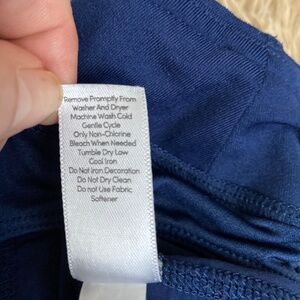 Remove Promptly From
Washer And Dryer
Machine Wash Cold
Gentle Cycle
Only Non-Chlorine
Bleach When Needed
Tumble Dry Low
Cool Iron
Do Not Iron Decoration
Do Not Dry Clean
Do not Use Fabric
Softener